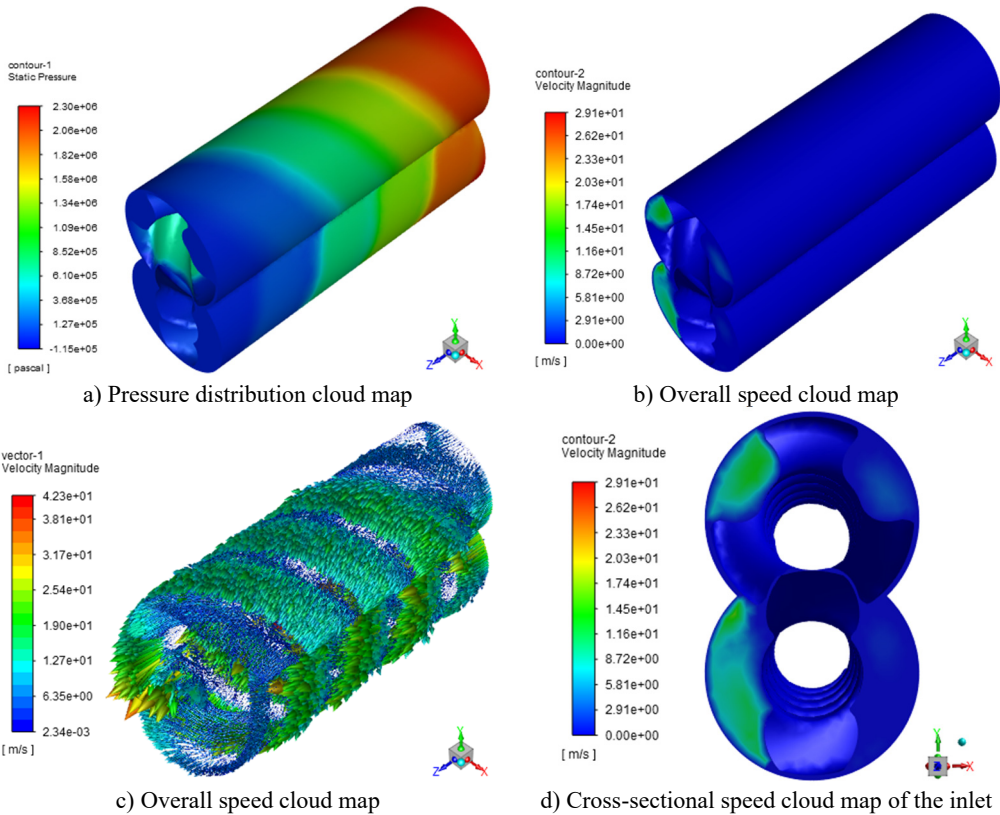 contour-1
Static Pressure
2.30e+06
2.06e+06
1.82e+06
1.58e+06
1.34e+06
1.09e+06
8.52e+05
6.10e+05
3.68e+05
1.27e+05
-1.15e+05
[ pascal ]
Y
Z
X
a) Pressure distribution cloud map
contour-2
Velocity Magnitude
2.91e+01
2.62e+01
2.33e+01
2.03e+01
1.74e+01
1.45e+01
1.16e+01
8.72e+00
5.81e+00
2.91e+00
0.00e+00
[ m/s ]
Y
Z
X
b) Overall speed cloud map
vector-1
Velocity Magnitude
4.23e+01
3.81e+01
3.17e+01
2.54e+01
1.90e+01
1.27e+01
6.35e+00
2.34e-03
[ m/s ]
Y
Z
X
c) Overall speed cloud map
contour-2
Velocity Magnitude
2.91e+01
2.62e+01
2.33e+01
2.03e+01
1.74e+01
1.45e+01
1.16e+01
8.72e+00
5.81e+00
2.91e+00
0.00e+00
[ m/s ]
Y
X
d) Cross-sectional speed cloud map of the inlet